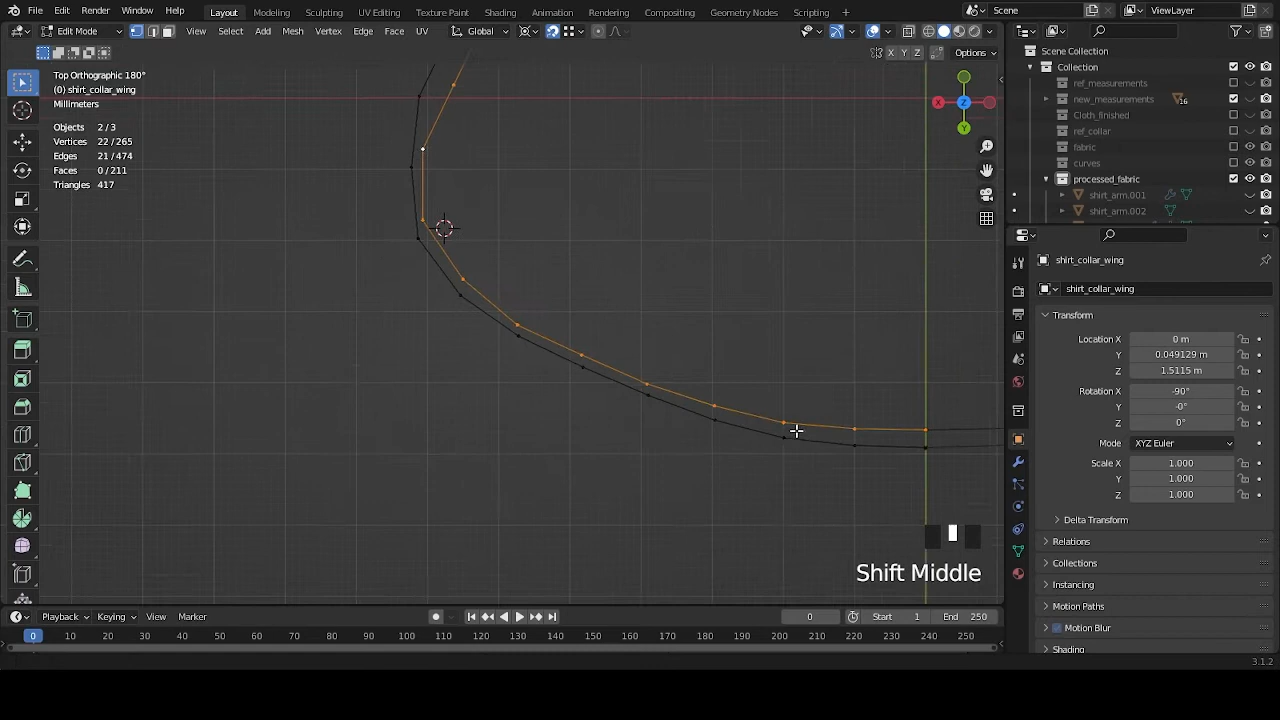 File Edit Render Window Help Layout Modeling Sculpting UV Editing Texture Paint Shading Animation Rendering Compositing Geometry Nodes Scripting + Scene ViewLayer
Edit Mode View Select Add Mesh Vertex Edge Face UV Global
X Y Z Options
Top Orthographic 180°
(0) shirt_collar_wing
Millimeters
Objects 2/3
Vertices 22/265
Edges 21/474
Faces 0/211
Triangles 417
X Z Y
Scene Collection
Collection
ref_measurements
new_measurements 16
Cloth_finished
ref_collar
fabric
curves
processed_fabric
shirt_arm.001
shirt_arm.002
shirt_collar_wing
shirt_collar_wing
Transform
Location X 0 m
Y 0.049129 m
Z 1.5115 m
Rotation X -90°
Y -0°
Z 0°
Mode XYZ Euler
Scale X 1.000
Y 1.000
Z 1.000
Delta Transform
Relations
Collections
Instancing
Motion Paths
Motion Blur
Shading
Shift Middle
Playback Keying View Marker 0 Start 1 End 250
0 10 20 30 40 50 60 70 80 90 100 110 120 130 140 150 160 170 180 190 200 210 220 230 240 250
3.1.2